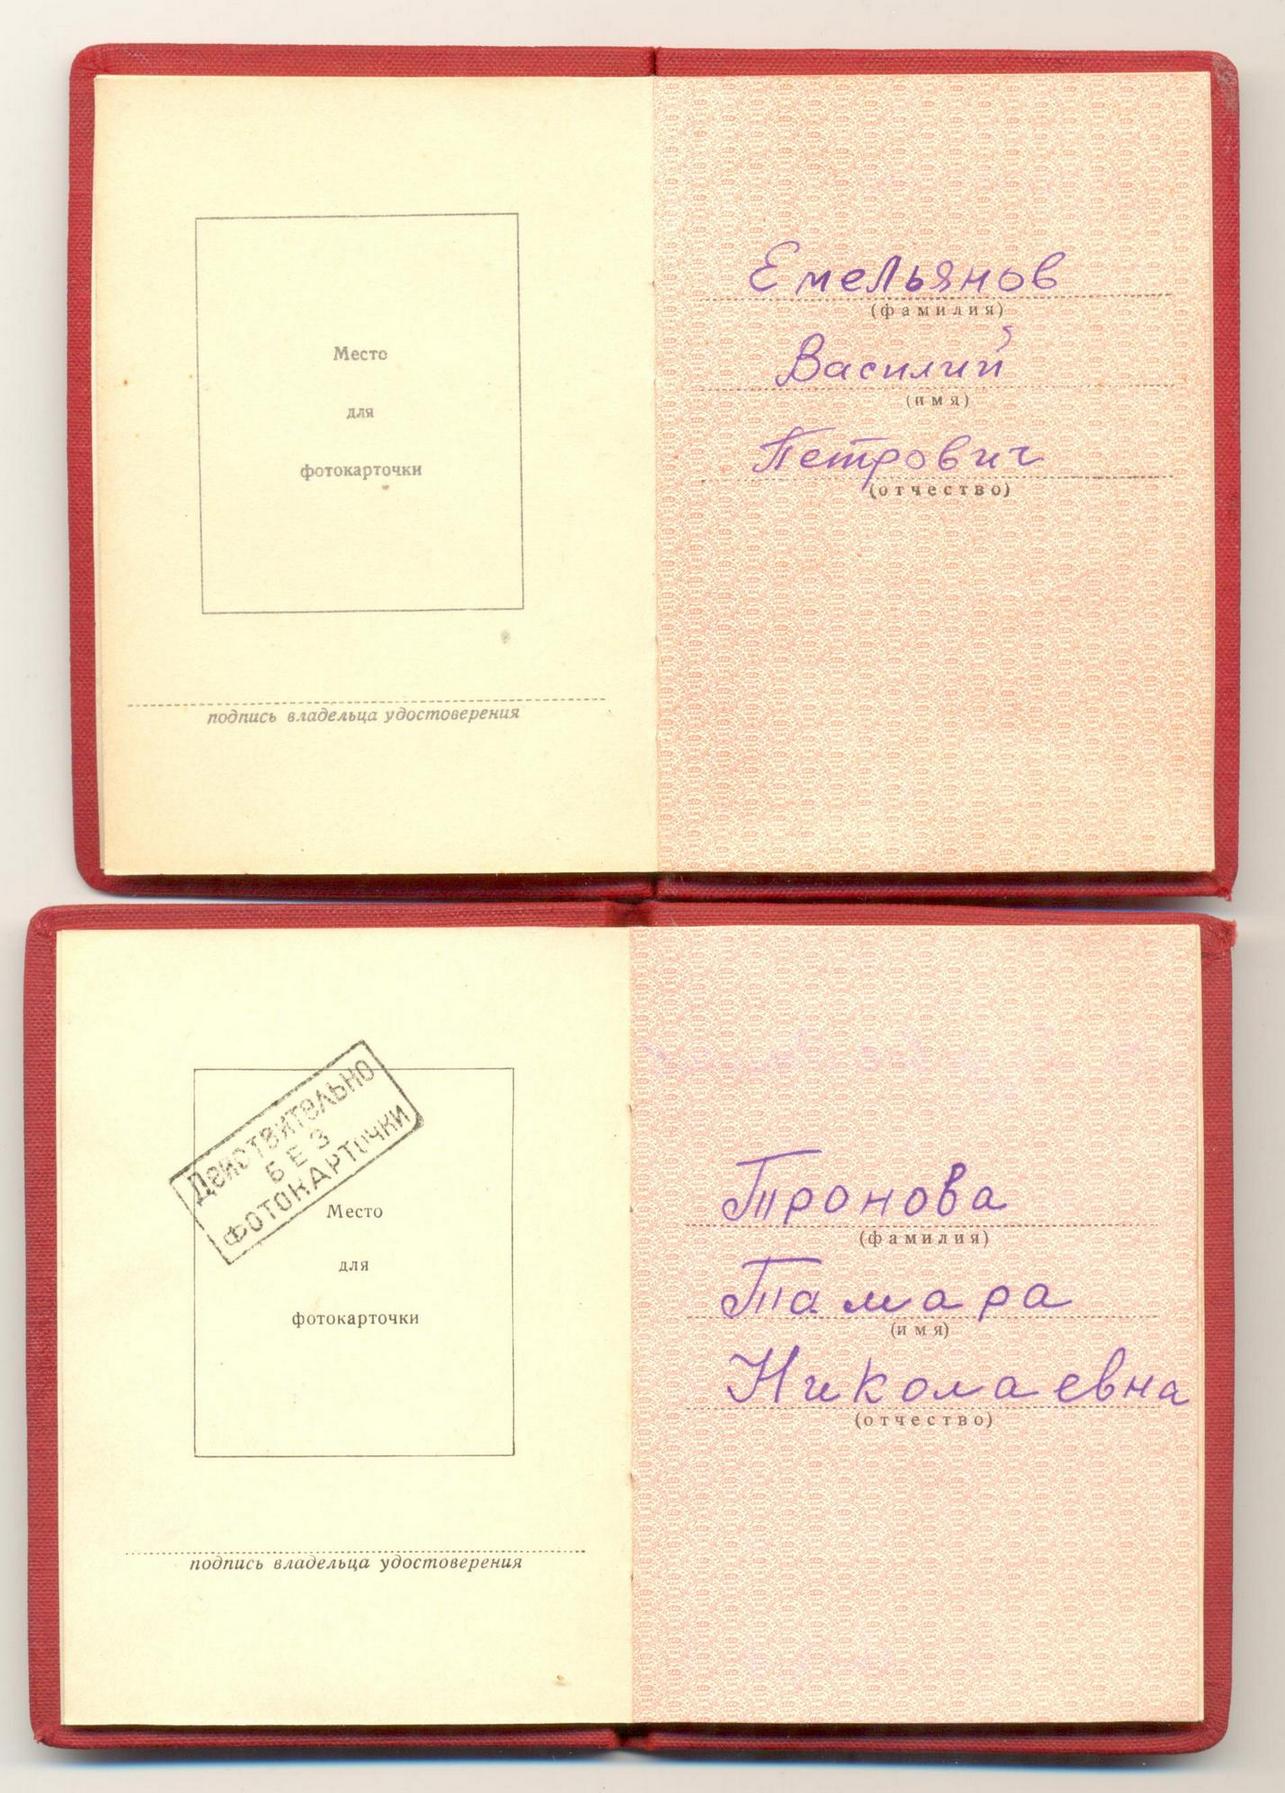 Место
для
фотокарточки
подпись владельца удостоверения
Емельянов
(фамилия)
Василий
(имя)
Петрович
(отчество)
Действительно
БЕЗ
ФОТОКАРТОЧКИ
Место
для
фотокарточки
подпись владельца удостоверения
Тронова
(фамилия)
Тамара
(имя)
Николаевна
(отчество)